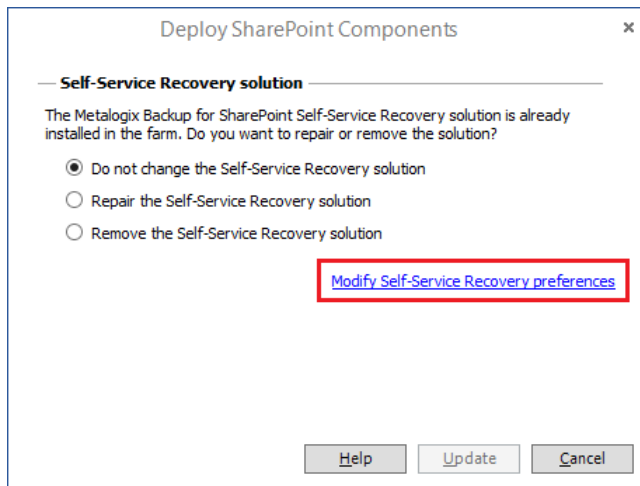 Deploy SharePoint Components
Self-Service Recovery solution
The Metalogix Backup for SharePoint Self-Service Recovery solution is already
installed in the farm. Do you want to repair or remove the solution?
Do not change the Self-Service Recovery solution
Repair the Self-Service Recovery solution
Remove the Self-Service Recovery solution
Modify Self-Service Recovery preferences
Help Update Cancel